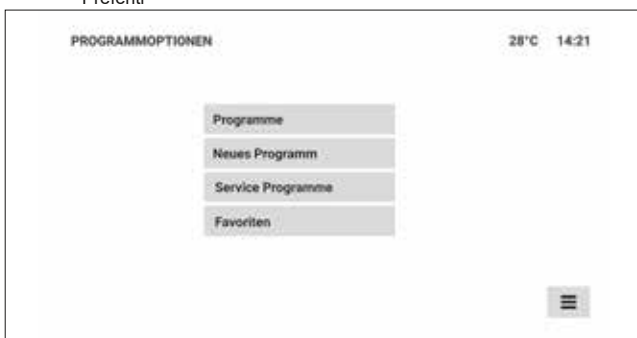 PROGRAMMOPTIONEN 28°C 14:21
Programme
Neues Programm
Service Programme
Favoriten